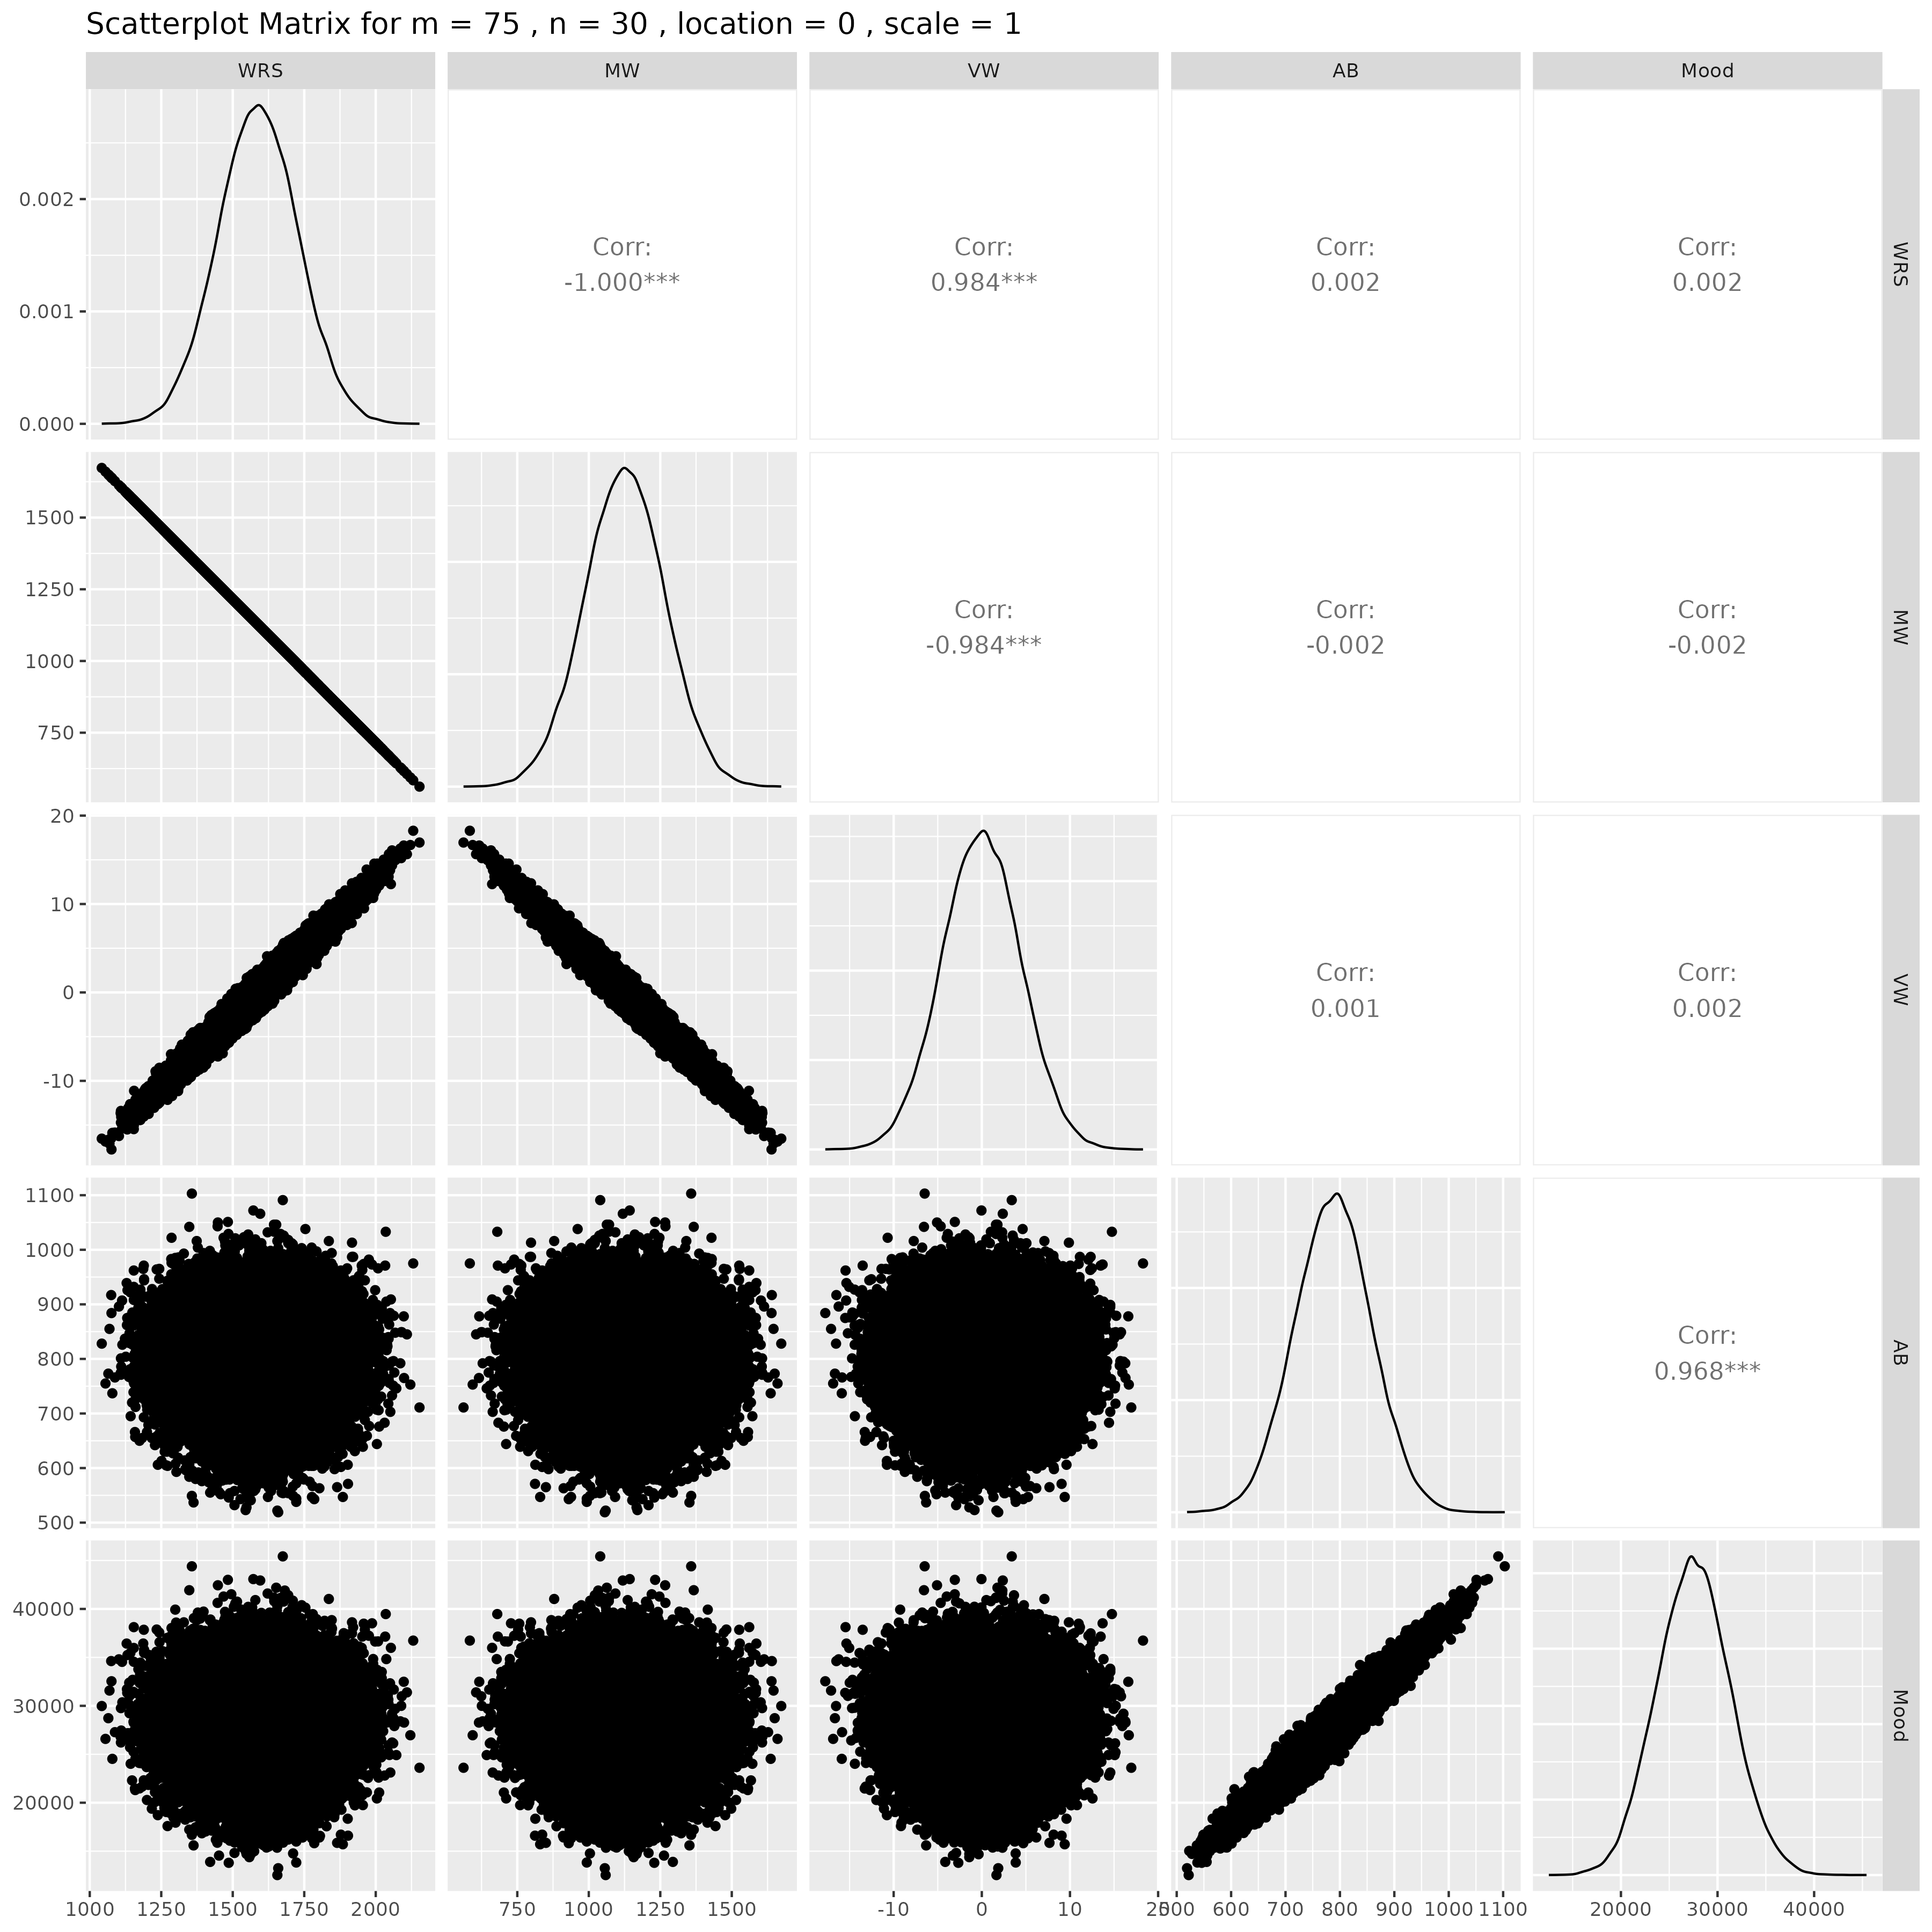 Scatterplot Matrix for m = 75 , n = 30 , location = 0 , scale = 1
WRS MW VW AB Mood
0.002
0.001
0.000
Corr:
-1.000***
Corr:
0.984***
Corr:
0.002
Corr:
0.002
WRS
1500
1250
1000
750
Corr:
-0.984***
Corr:
-0.002
Corr:
-0.002
MW
20
10
0
-10
Corr:
0.001
Corr:
0.002
VW
1100
1000
900
800
700
600
500
Corr:
0.968***
AB
40000
30000
20000
Mood
1000 1250 1500 1750 2000
750 1000 1250 1500
-10 0 10 20
500 600 700 800 900 1000 1100
20000 30000 40000